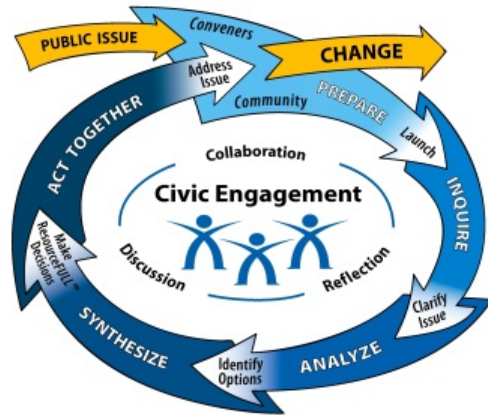 PUBLIC ISSUE
Conveners
CHANGE
Address
Issue
Community
PREPARE
Launch
INQUIRE
Clarify
Issue
ANALYZE
Identify
Options
SYNTHESIZE
Make
ResourceFULL™
Decisions
ACT TOGETHER
Collaboration
Civic Engagement
Discussion
Reflection